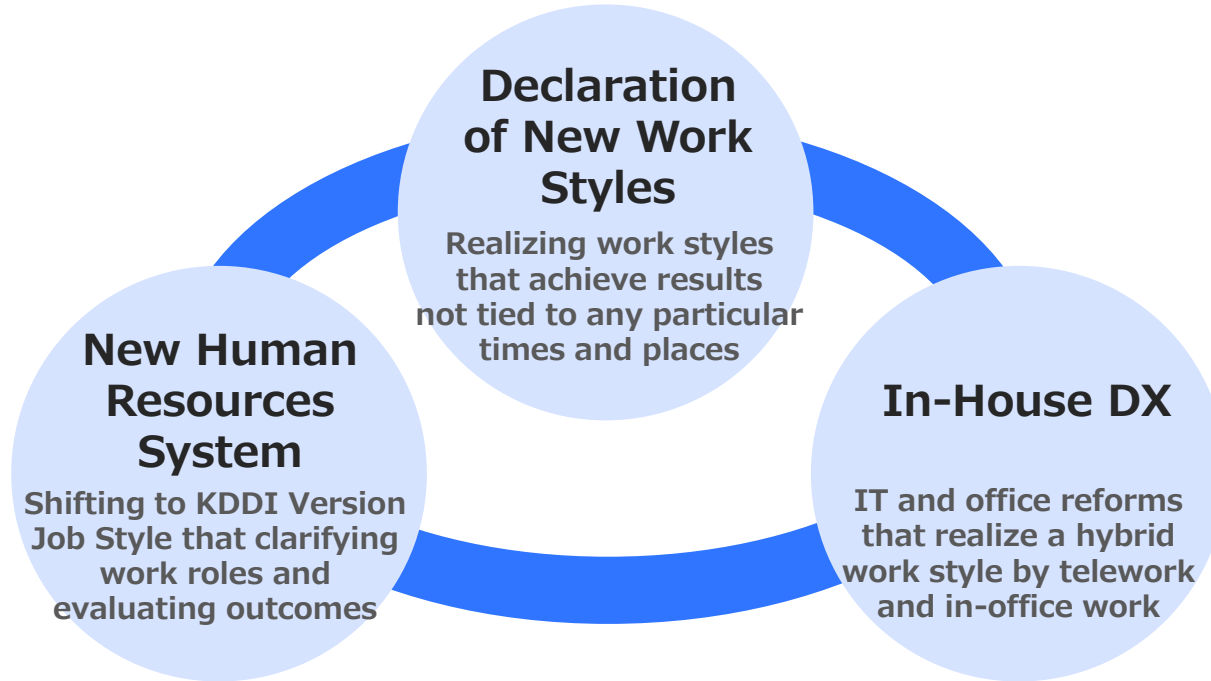 Declaration
of New Work
Styles
Realizing work styles
that achieve results
not tied to any particular
times and places
New Human
Resources
System
Shifting to KDDI Version
Job Style that clarifying
work roles and
evaluating outcomes
In-House DX
IT and office reforms
that realize a hybrid
work style by telework
and in-office work